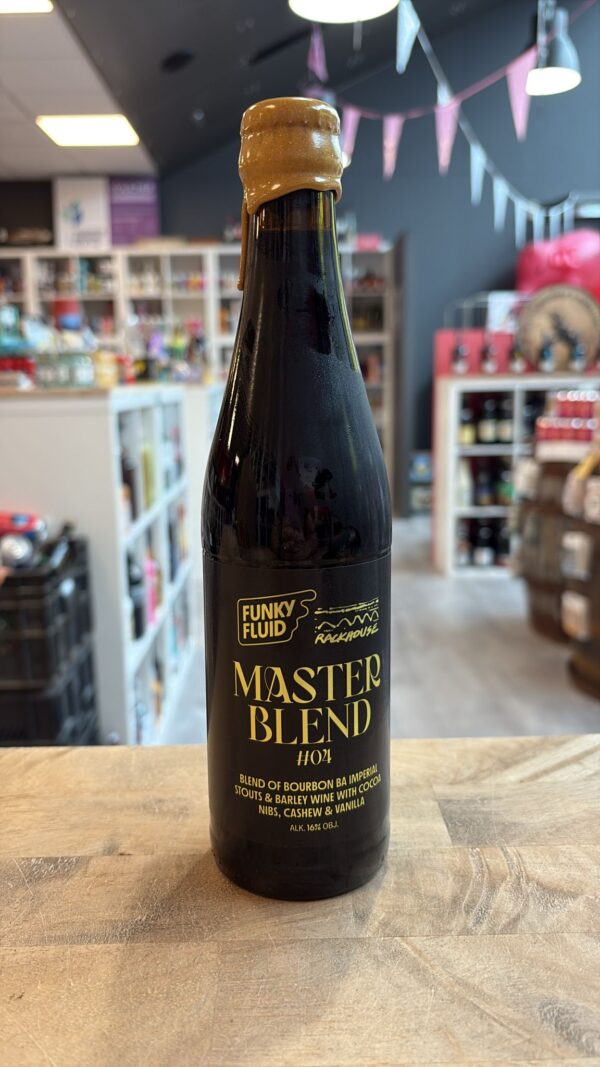 FUNKY
FLUID
RACKHOUSE
MASTER
BLEND
#04
BLEND OF BOURBON BA IMPERIAL
STOUTS & BARLEY WINE WITH COCOA
NIBS, CASHEW & VANILLA
ALK. 16% OBJ.